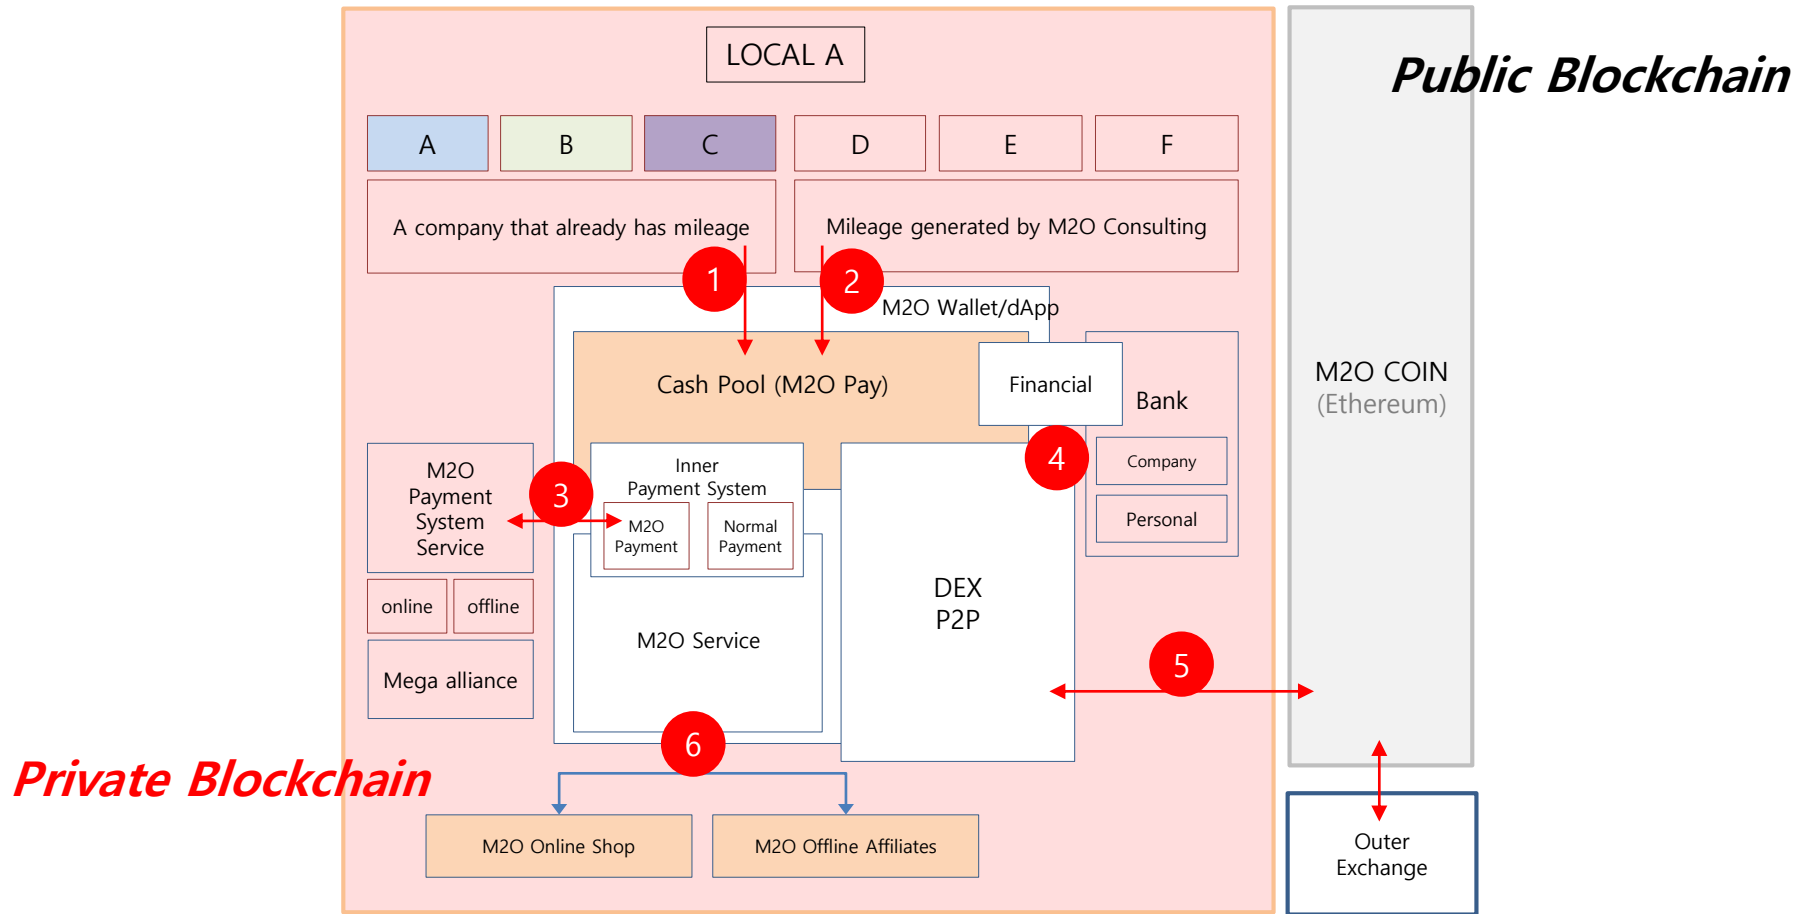 LOCAL A
Public Blockchain
A
B
C
D
E
F
A company that already has mileage
Mileage generated by M2O Consulting
1
2
M2O Wallet/dApp
Cash Pool (M2O Pay)
Financial
Bank
M2O COIN
(Ethereum)
4
Company
Personal
M2O
Payment
System
Service
3
Inner
Payment System
M2O
Payment
Normal
Payment
online
offline
DEX
P2P
M2O Service
Mega alliance
5
6
Private Blockchain
M2O Online Shop
M2O Offline Affiliates
Outer
Exchange